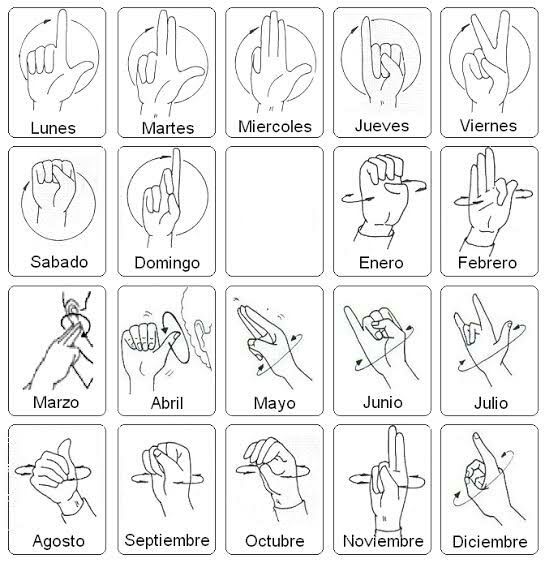 Lunes
Martes
Miercoles
Jueves
Viernes
Sabado
Domingo
Enero
Febrero
Marzo
Abril
Mayo
Junio
Julio
Agosto
Septiembre
Octubre
Noviembre
Diciembre